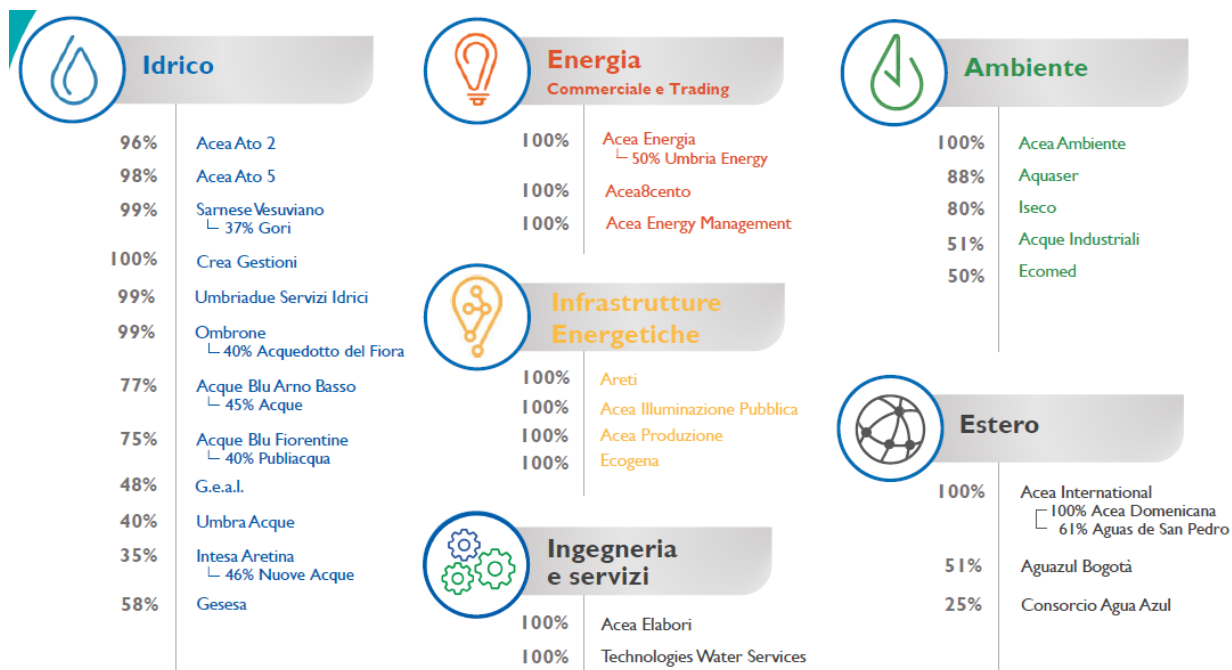 Idrico
96% Acea Ato 2
98% Acea Ato 5
99% Sarnese Vesuviano
37% Gori
100% Crea Gestioni
99% Umbriadue Servizi Idrici
99% Ombrone
40% Acquedotto del Fiora
77% Acque Blu Arno Basso
45% Acque
75% Acque Blu Fiorentine
40% Publiacqua
48% G.e.a.l.
40% Umbra Acque
35% Intesa Aretina
46% Nuove Acque
58% Gesesa
Energia
Commerciale e Trading
100% Acea Energia
50% Umbria Energy
100% Acea8cento
100% Acea Energy Management
Infrastrutture
Energetiche
100% Areti
100% Acea Illuminazione Pubblica
100% Acea Produzione
100% Ecogena
Ingegneria
e servizi
100% Acea Elabori
100% Technologies Water Services
Ambiente
100% Acea Ambiente
88% Aquaser
80% Iseco
51% Acque Industriali
50% Ecomed
Estero
100% Acea International
100% Acea Domenicana
61% Aguas de San Pedro
51% Aguazul Bogotà
25% Consorcio Agua Azul